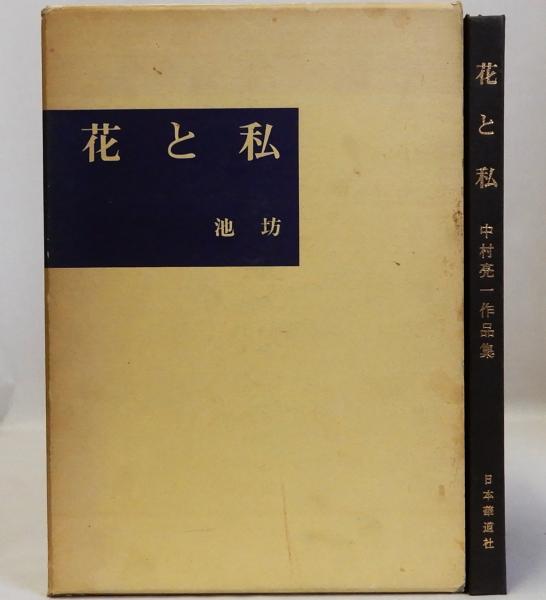 花と私
池坊
花と私
中村亮一作品集
日本華道社